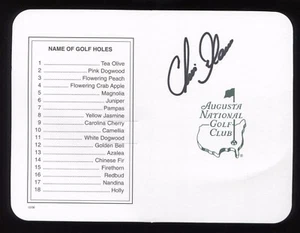 NAME OF GOLF HOLES
1 Tea Olive
2 Pink Dogwood
3 Flowering Peach
4 Flowering Crab Apple
5 Magnolia
6 Juniper
7 Pampas
8 Yellow Jasmine
9 Carolina Cherry
10 Camellia
11 White Dogwood
12 Golden Bell
13 Azalea
14 Chinese Fir
15 Firethorn
16 Redbud
17 Nandina
18 Holly
AUGUSTA
NATIONAL
GOLF
CLUB